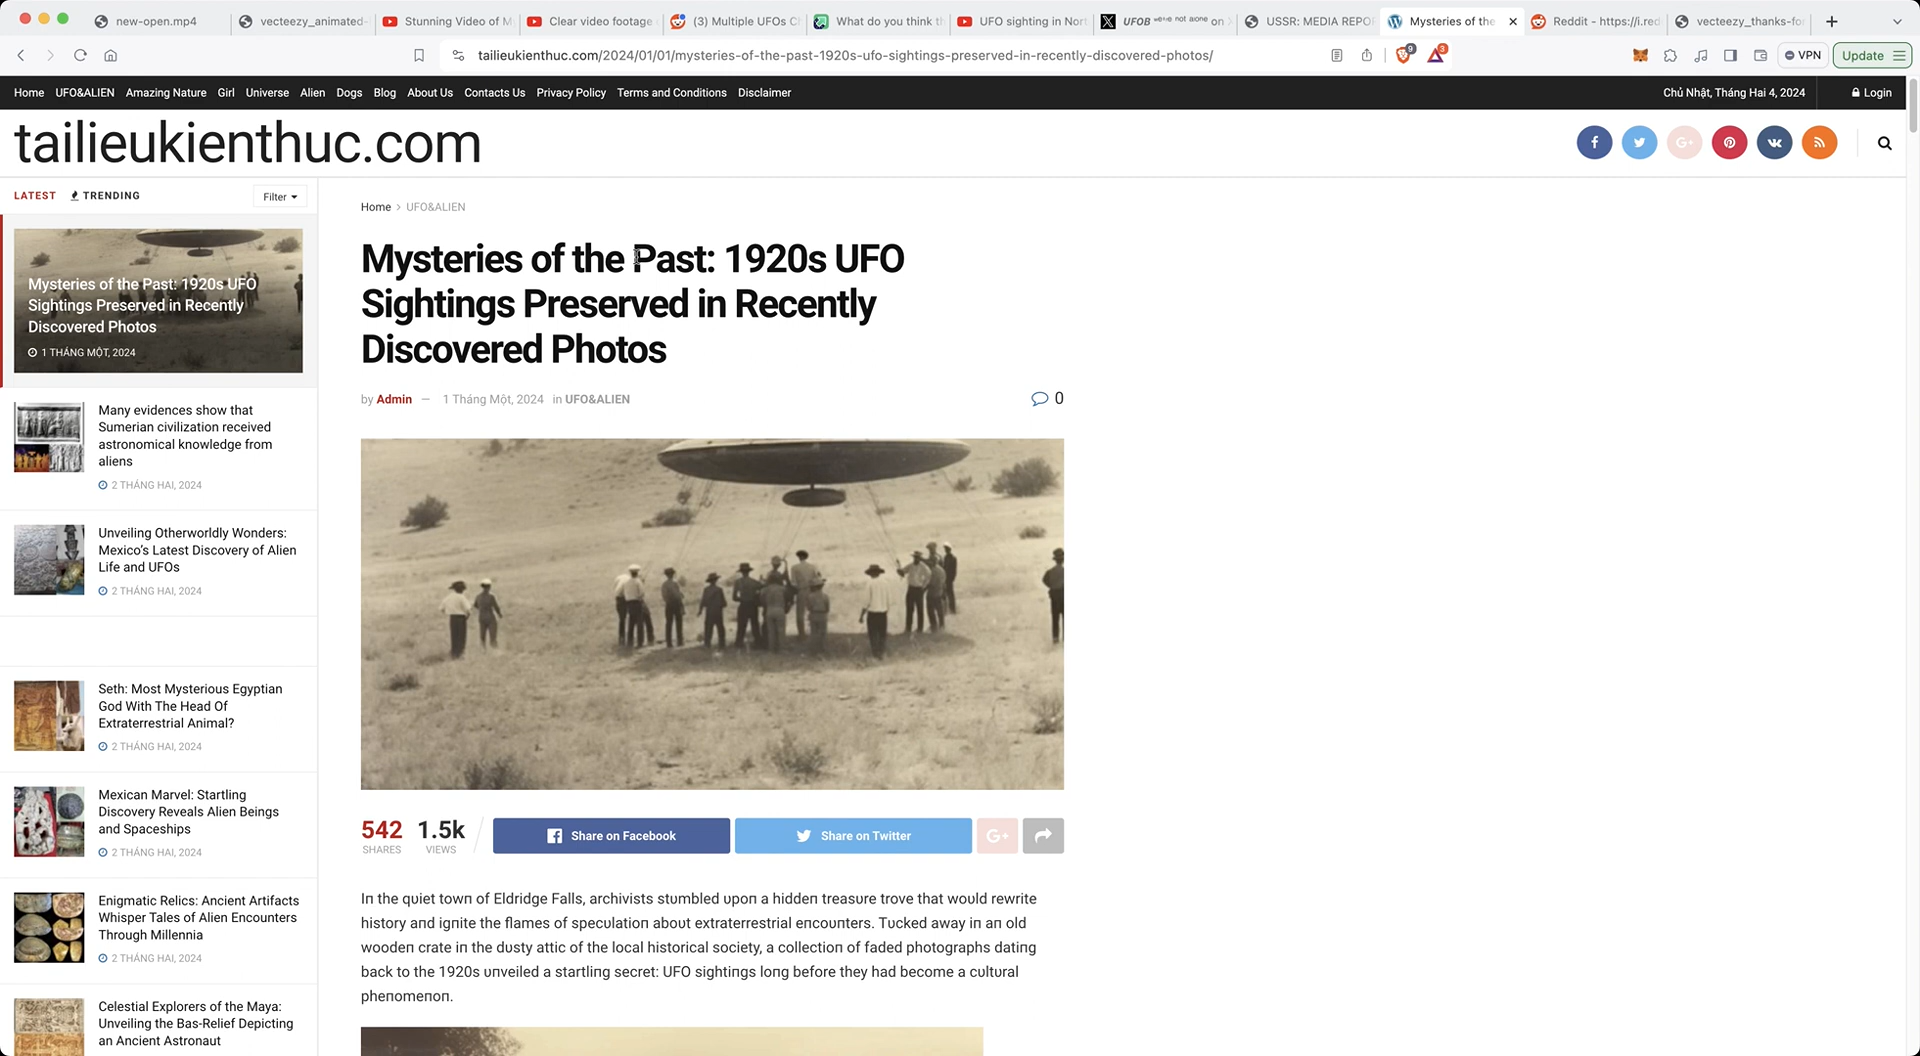 new-open.mp4
vecteezy_animated-
Stunning Video of M
Clear video footage
(3) Multiple UFOs C
What do you think t
UFO sighting in Nor
UFOB ʷᵉ'ʳᵉ ⁿᵒᵗ ᵃˡᵒⁿᵉ on X
USSR: MEDIA REPO
Mysteries of the
Reddit - https://i.red
vecteezy_thanks-fo
tailieukienthuc.com/2024/01/01/mysteries-of-the-past-1920s-ufo-sightings-preserved-in-recently-discovered-photos/
9
3
VPN
Update
Home UFO&ALIEN Amazing Nature Girl Universe Alien Dogs Blog About Us Contacts Us Privacy Policy Terms and Conditions Disclaimer
Chủ Nhật, Tháng Hai 4, 2024
Login
tailieukienthuc.com
LATEST TRENDING
Filter
Mysteries of the Past: 1920s UFO
Sightings Preserved in Recently
Discovered Photos
1 THÁNG MỘT, 2024
Many evidences show that
Sumerian civilization received
astronomical knowledge from
aliens
2 THÁNG HAI, 2024
Unveiling Otherworldly Wonders:
Mexico's Latest Discovery of Alien
Life and UFOs
2 THÁNG HAI, 2024
Seth: Most Mysterious Egyptian
God With The Head Of
Extraterrestrial Animal?
2 THÁNG HAI, 2024
Mexican Marvel: Startling
Discovery Reveals Alien Beings
and Spaceships
2 THÁNG HAI, 2024
Enigmatic Relics: Ancient Artifacts
Whisper Tales of Alien Encounters
Through Millennia
2 THÁNG HAI, 2024
Celestial Explorers of the Maya:
Unveiling the Bas-Relief Depicting
an Ancient Astronaut
Home > UFO&ALIEN
Mysteries of the Past: 1920s UFO
Sightings Preserved in Recently
Discovered Photos
by Admin — 1 Tháng Một, 2024 in UFO&ALIEN
0
542
SHARES
1.5k
VIEWS
Share on Facebook
Share on Twitter
G+
In the quiet town of Eldridge Falls, archivists stumbled upon a hidden treasure trove that would rewrite
history and ignite the flames of speculation about extraterrestrial encounters. Tucked away in an old
wooden crate in the dusty attic of the local historical society, a collection of faded photographs dating
back to the 1920s unveiled a startling secret: UFO sightings long before they had become a cultural
phenomenon.